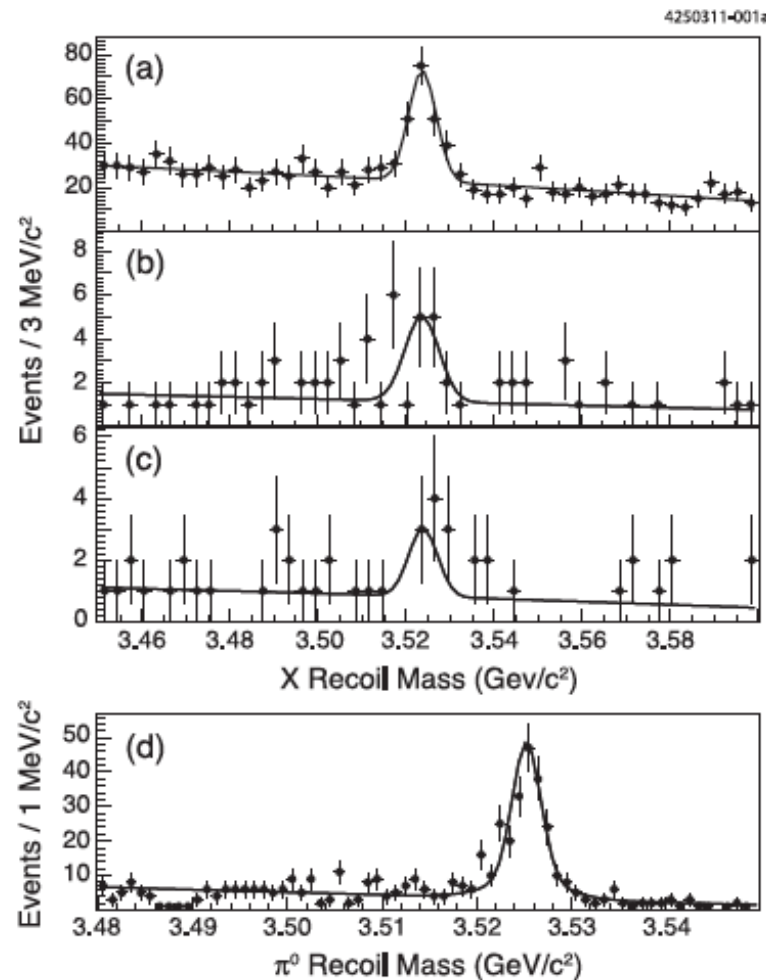 4250311-001a
(a)
80
60
40
20
(b)
8
6
4
2
(c)
6
4
2
0
Events / 3 MeV/c²
3.46 3.48 3.50 3.52 3.54 3.56 3.58
X Recoil Mass (Gev/c²)
(d)
50
40
30
20
10
Events / 1 MeV/c²
3.48 3.49 3.50 3.51 3.52 3.53 3.54
π⁰ Recoil Mass (GeV/c²)